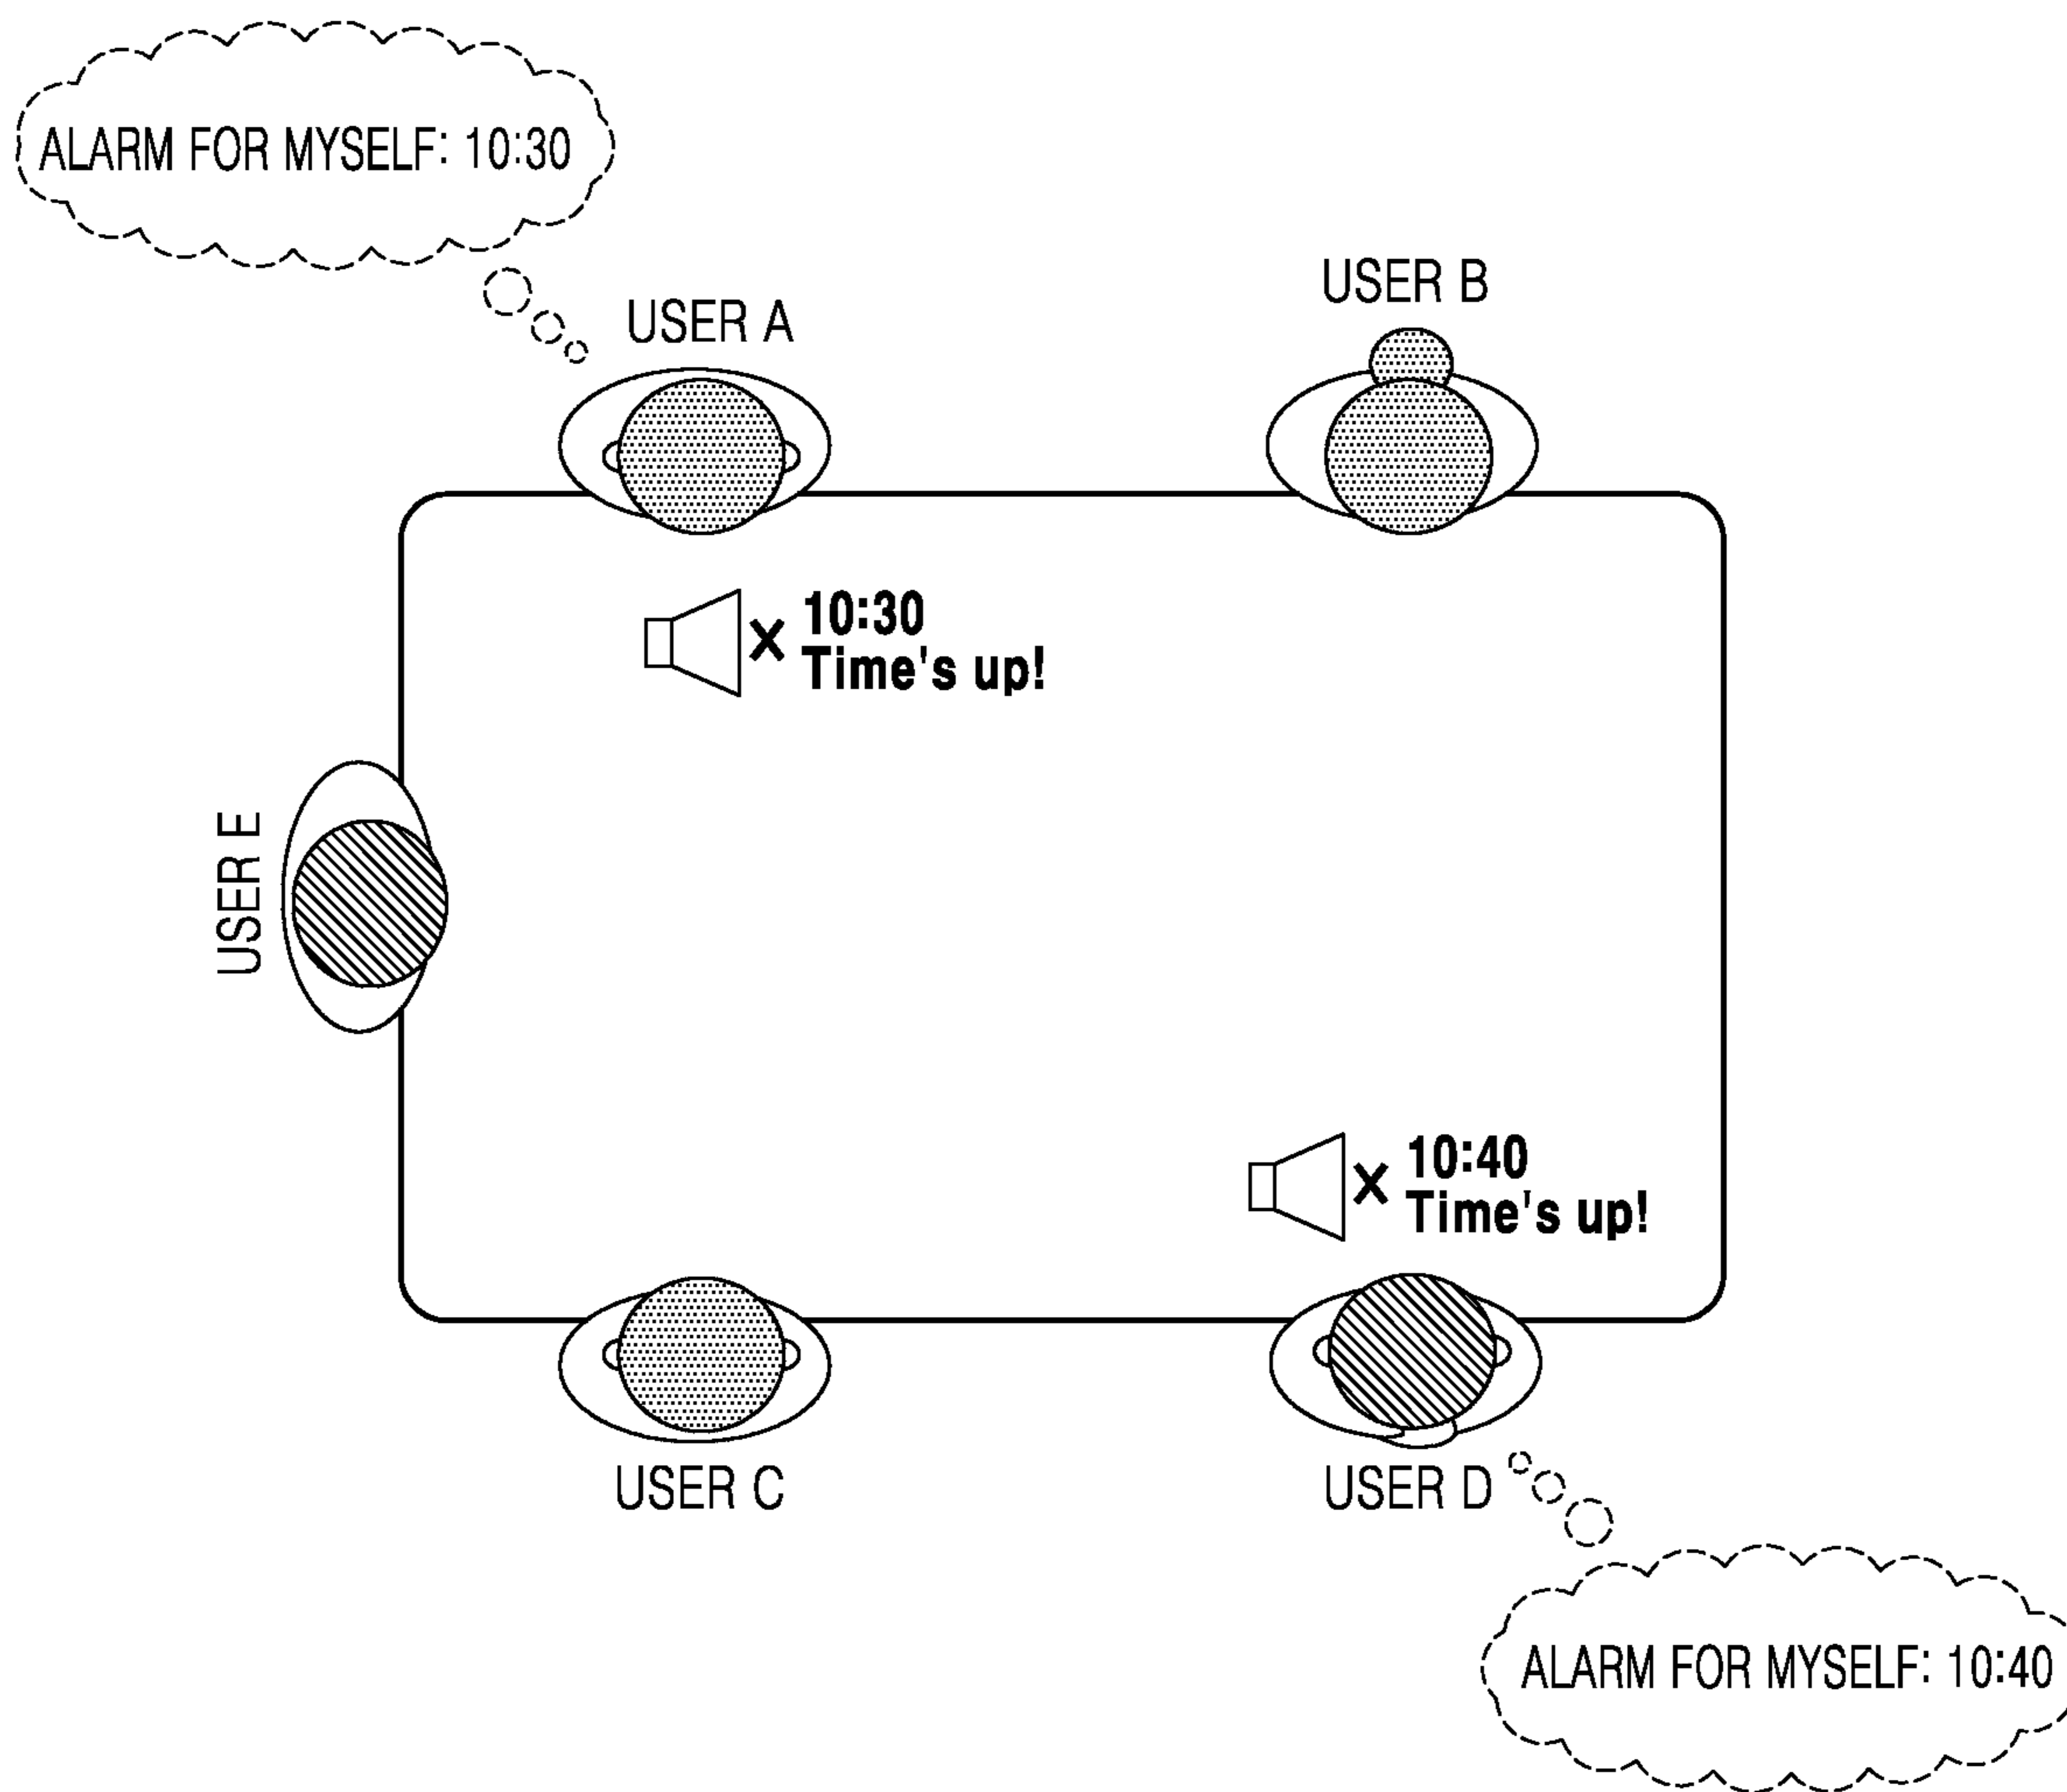 ALARM FOR MYSELF: 10:30
USER A
USER B
10:30
Time's up!
USER E
10:40
Time's up!
USER C
USER D
ALARM FOR MYSELF: 10:40